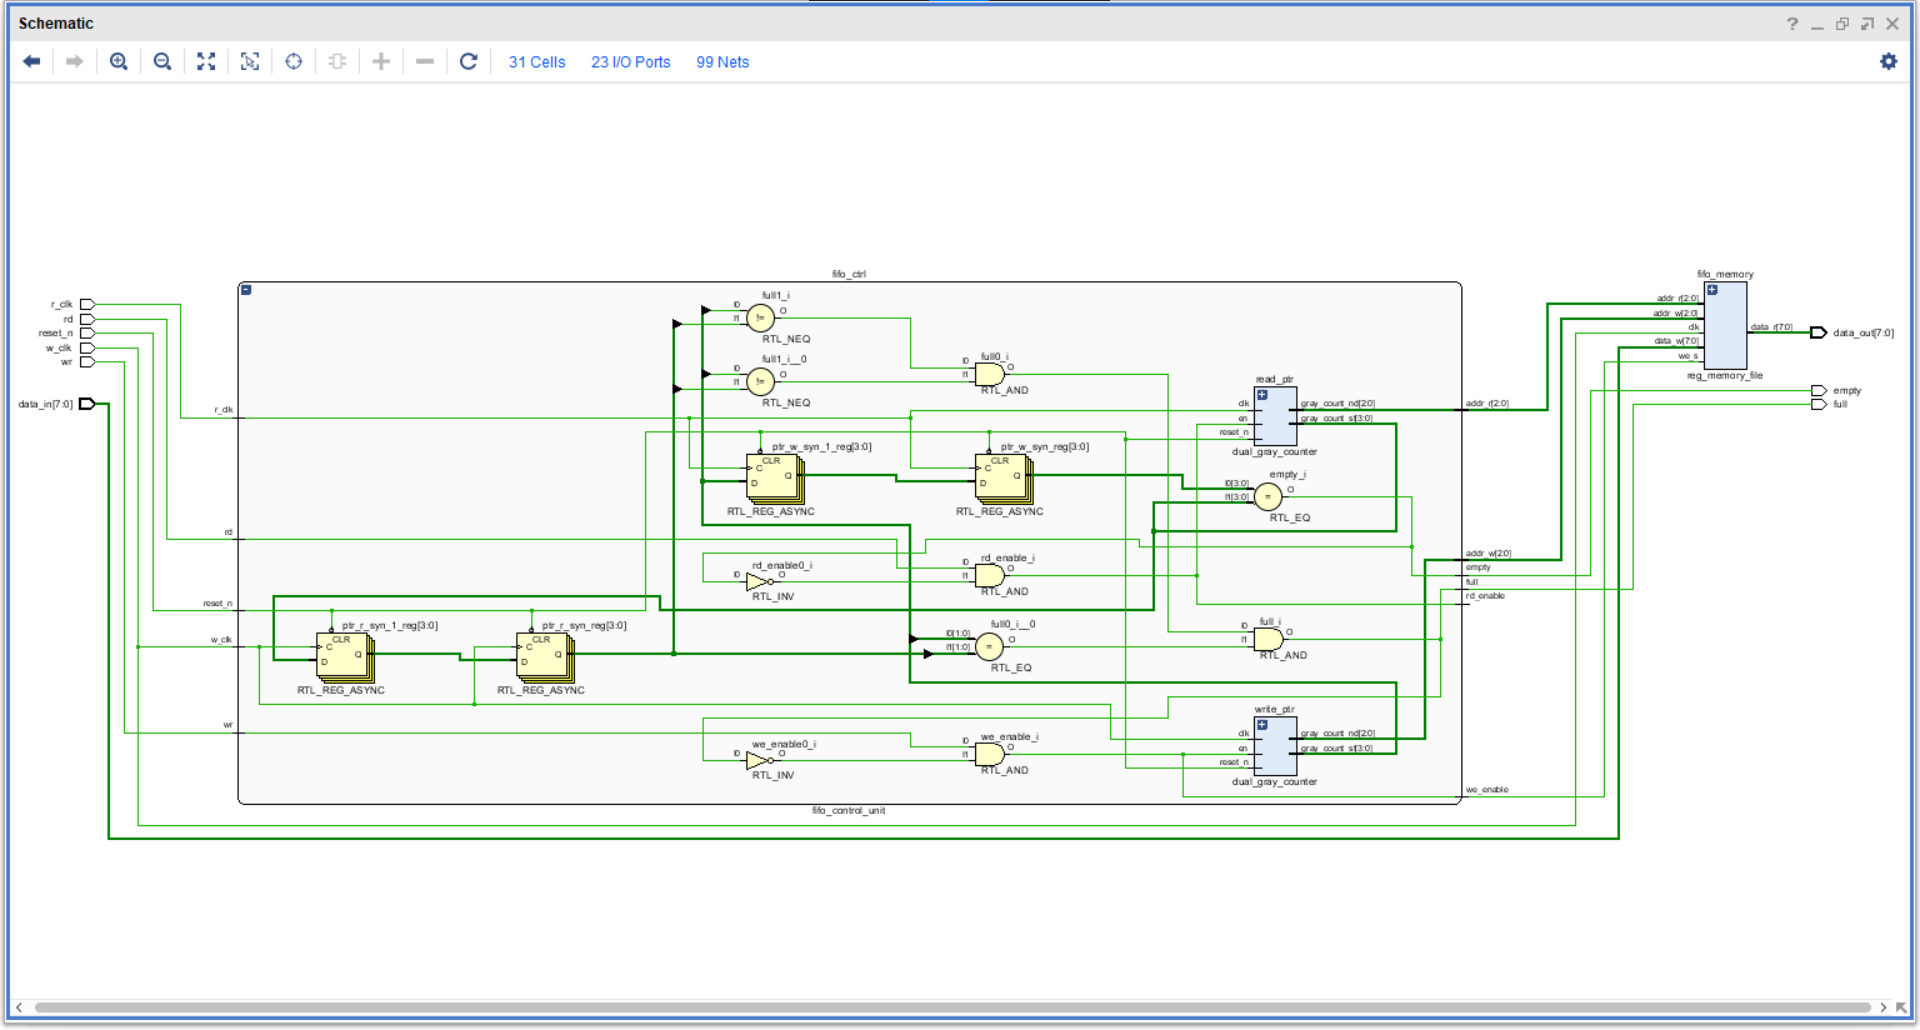 Schematic
31 Cells 23 I/O Ports 99 Nets
fifo_ctrl
fifo_memory
r_clk
rd
reset_n
w_clk
wr
data_in[7:0]
full1_i
I0
I1
O
!=
RTL_NEQ
full1_i__0
I0
I1
O
!=
RTL_NEQ
full0_i
I0
I1
O
RTL_AND
read_ptr
clk
en
reset_n
gray_count_nd[2:0]
gray_count_st[3:0]
dual_gray_counter
addr_r[2:0]
addr_r[2:0]
addr_w[2:0]
clk
data_w[7:0]
we_s
data_r[7:0]
reg_memory_file
data_out[7:0]
empty
full
r_clk
ptr_w_syn_1_reg[3:0]
CLR
C
D
Q
RTL_REG_ASYNC
ptr_w_syn_reg[3:0]
CLR
C
D
Q
RTL_REG_ASYNC
empty_i
I0[3:0]
I1[3:0]
O
=
RTL_EQ
rd
rd_enable0_i
I0
O
RTL_INV
rd_enable_i
I0
I1
O
RTL_AND
addr_w[2:0]
empty
full
rd_enable
reset_n
w_clk
ptr_r_syn_1_reg[3:0]
CLR
C
D
Q
RTL_REG_ASYNC
ptr_r_syn_reg[3:0]
CLR
C
D
Q
RTL_REG_ASYNC
full0_i__0
I0[1:0]
I1[1:0]
O
=
RTL_EQ
full_i
I0
I1
O
RTL_AND
wr
we_enable0_i
I0
O
RTL_INV
we_enable_i
I0
I1
O
RTL_AND
write_ptr
clk
en
reset_n
gray_count_nd[2:0]
gray_count_st[3:0]
dual_gray_counter
we_enable
fifo_control_unit